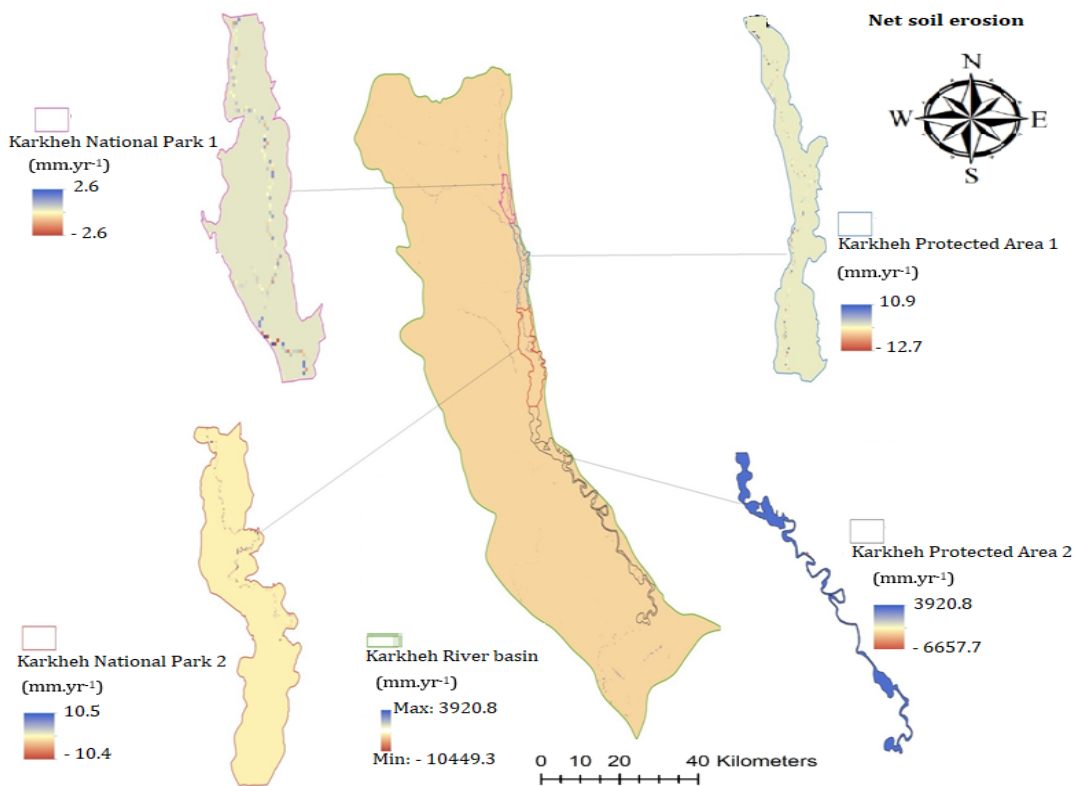 Net soil erosion
N
W
E
S
Karkheh National Park 1
(mm.yr-1)
2.6
- 2.6
Karkheh Protected Area 1
(mm.yr-1)
10.9
- 12.7
Karkheh National Park 2
(mm.yr-1)
10.5
- 10.4
Karkheh River basin
(mm.yr-1)
Max: 3920.8
Min: - 10449.3
Karkheh Protected Area 2
(mm.yr-1)
3920.8
- 6657.7
0 5 10 20 30 40 Kilometers